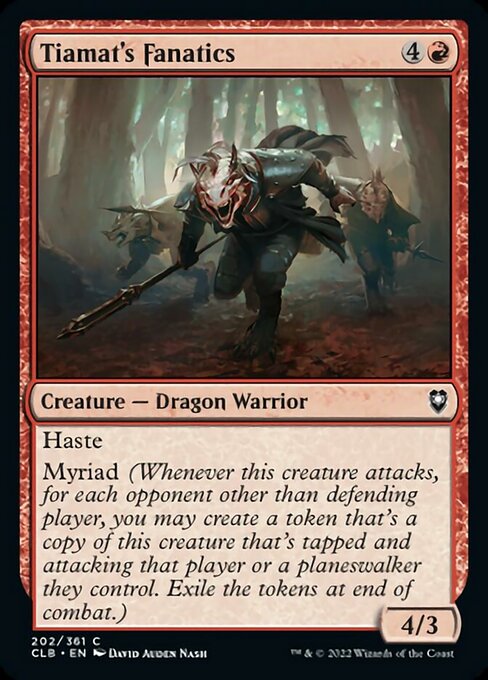 Tiamat's Fanatics 4
Creature — Dragon Warrior
Haste
Myriad (Whenever this creature attacks,
for each opponent other than defending
player, you may create a token that's a
copy of this creature that's tapped and
attacking that player or a planeswalker
they control. Exile the tokens at end of
combat.)
4/3
202/361 C
CLB • EN David Auden Nash
™ & © 2022 Wizards of the Coast